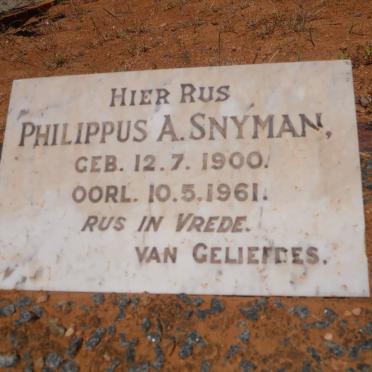 HIER RUS
PHILIPPUS A. SNYMAN,
GEB. 12.7.1900.
OORL. 10.5.1961.
RUS IN VREDE.
VAN GELIEFDES.